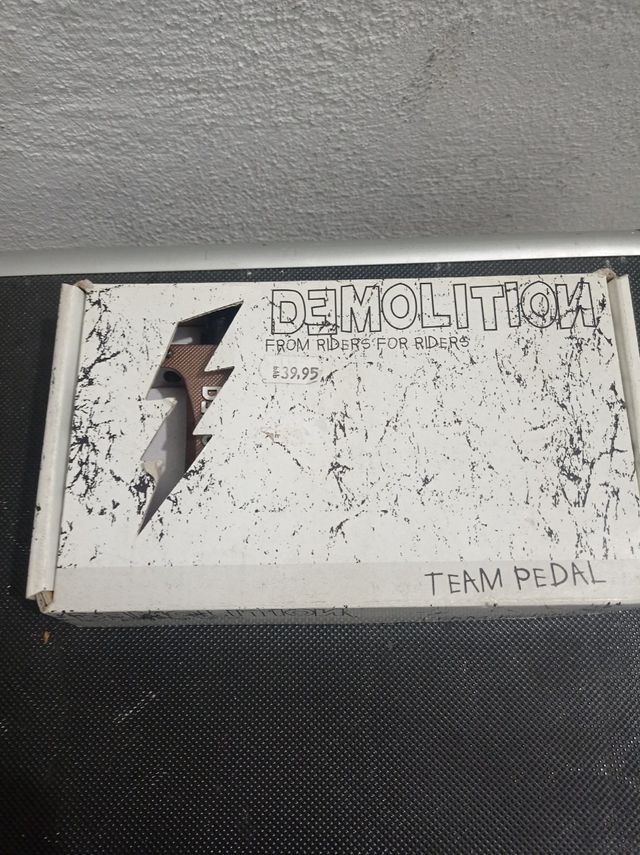 DEMOLITION
FROM RIDERS FOR RIDERS
39,95
TEAM PEDAL